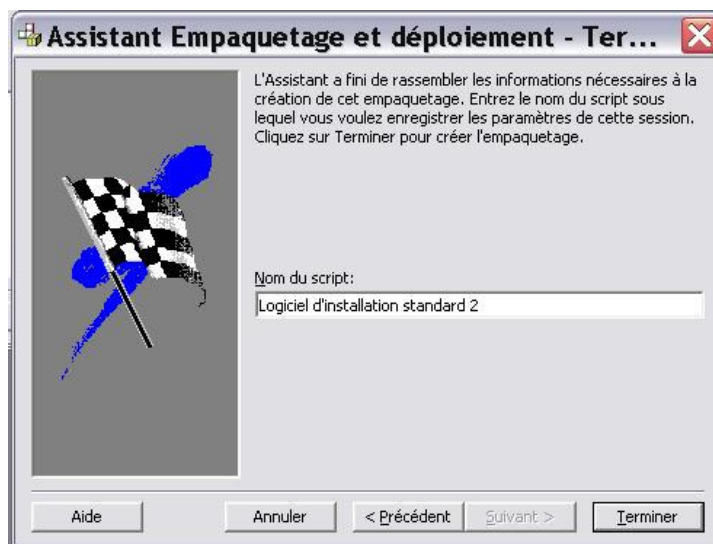 Assistant Empaquetage et déploiement - Ter...
L'Assistant a fini de rassembler les informations nécessaires à la
création de cet empaquetage. Entrez le nom du script sous
lequel vous voulez enregistrer les paramètres de cette session.
Cliquez sur Terminer pour créer l'empaquetage.
Nom du script:
Logiciel d'installation standard 2
Aide
Annuler
< Précédent
Suivant >
Terminer